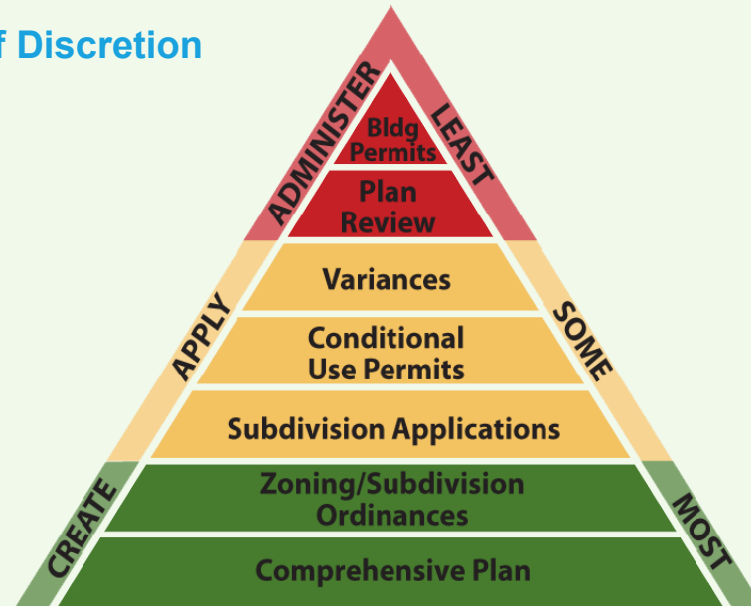 f Discretion
ADMINISTER
LEAST
Bldg
Permits
Plan
Review
Variances
APPLY
SOME
Conditional
Use Permits
Subdivision Applications
CREATE
MOST
Zoning/Subdivision
Ordinances
Comprehensive Plan